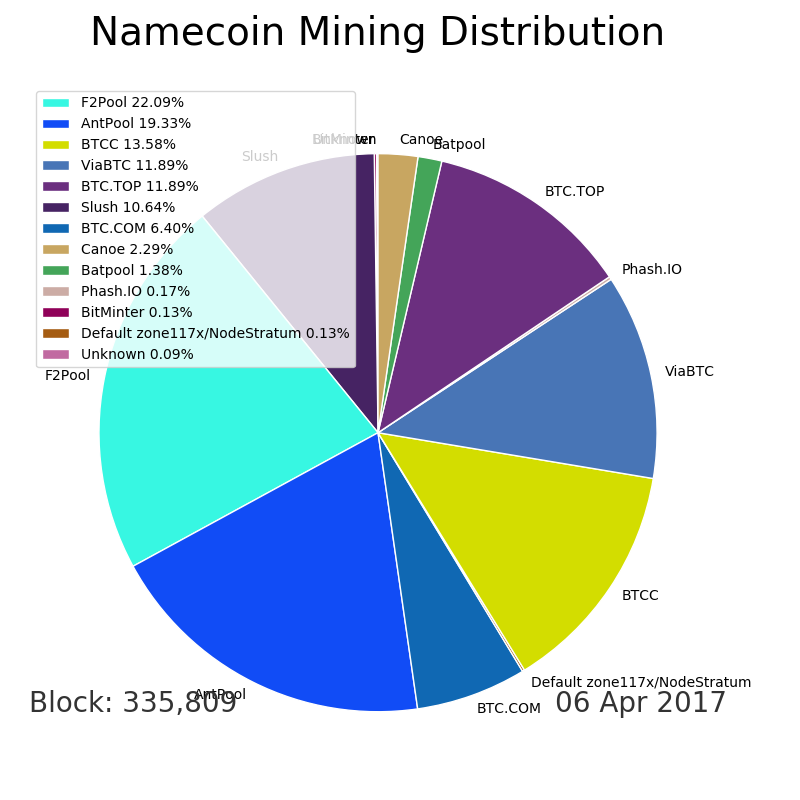 Namecoin Mining Distribution
F2Pool 22.09%
AntPool 19.33%
BTCC 13.58%
ViaBTC 11.89%
BTC.TOP 11.89%
Slush 10.64%
BTC.COM 6.40%
Canoe 2.29%
Batpool 1.38%
Phash.IO 0.17%
BitMinter 0.13%
Default zone117x/NodeStratum 0.13%
Unknown 0.09%
BitMinter
Unknown
Canoe
Batpool
Slush
BTC.TOP
Phash.IO
ViaBTC
F2Pool
BTCC
Default zone117x/NodeStratum
AntPool
BTC.COM
Block: 335,809
06 Apr 2017